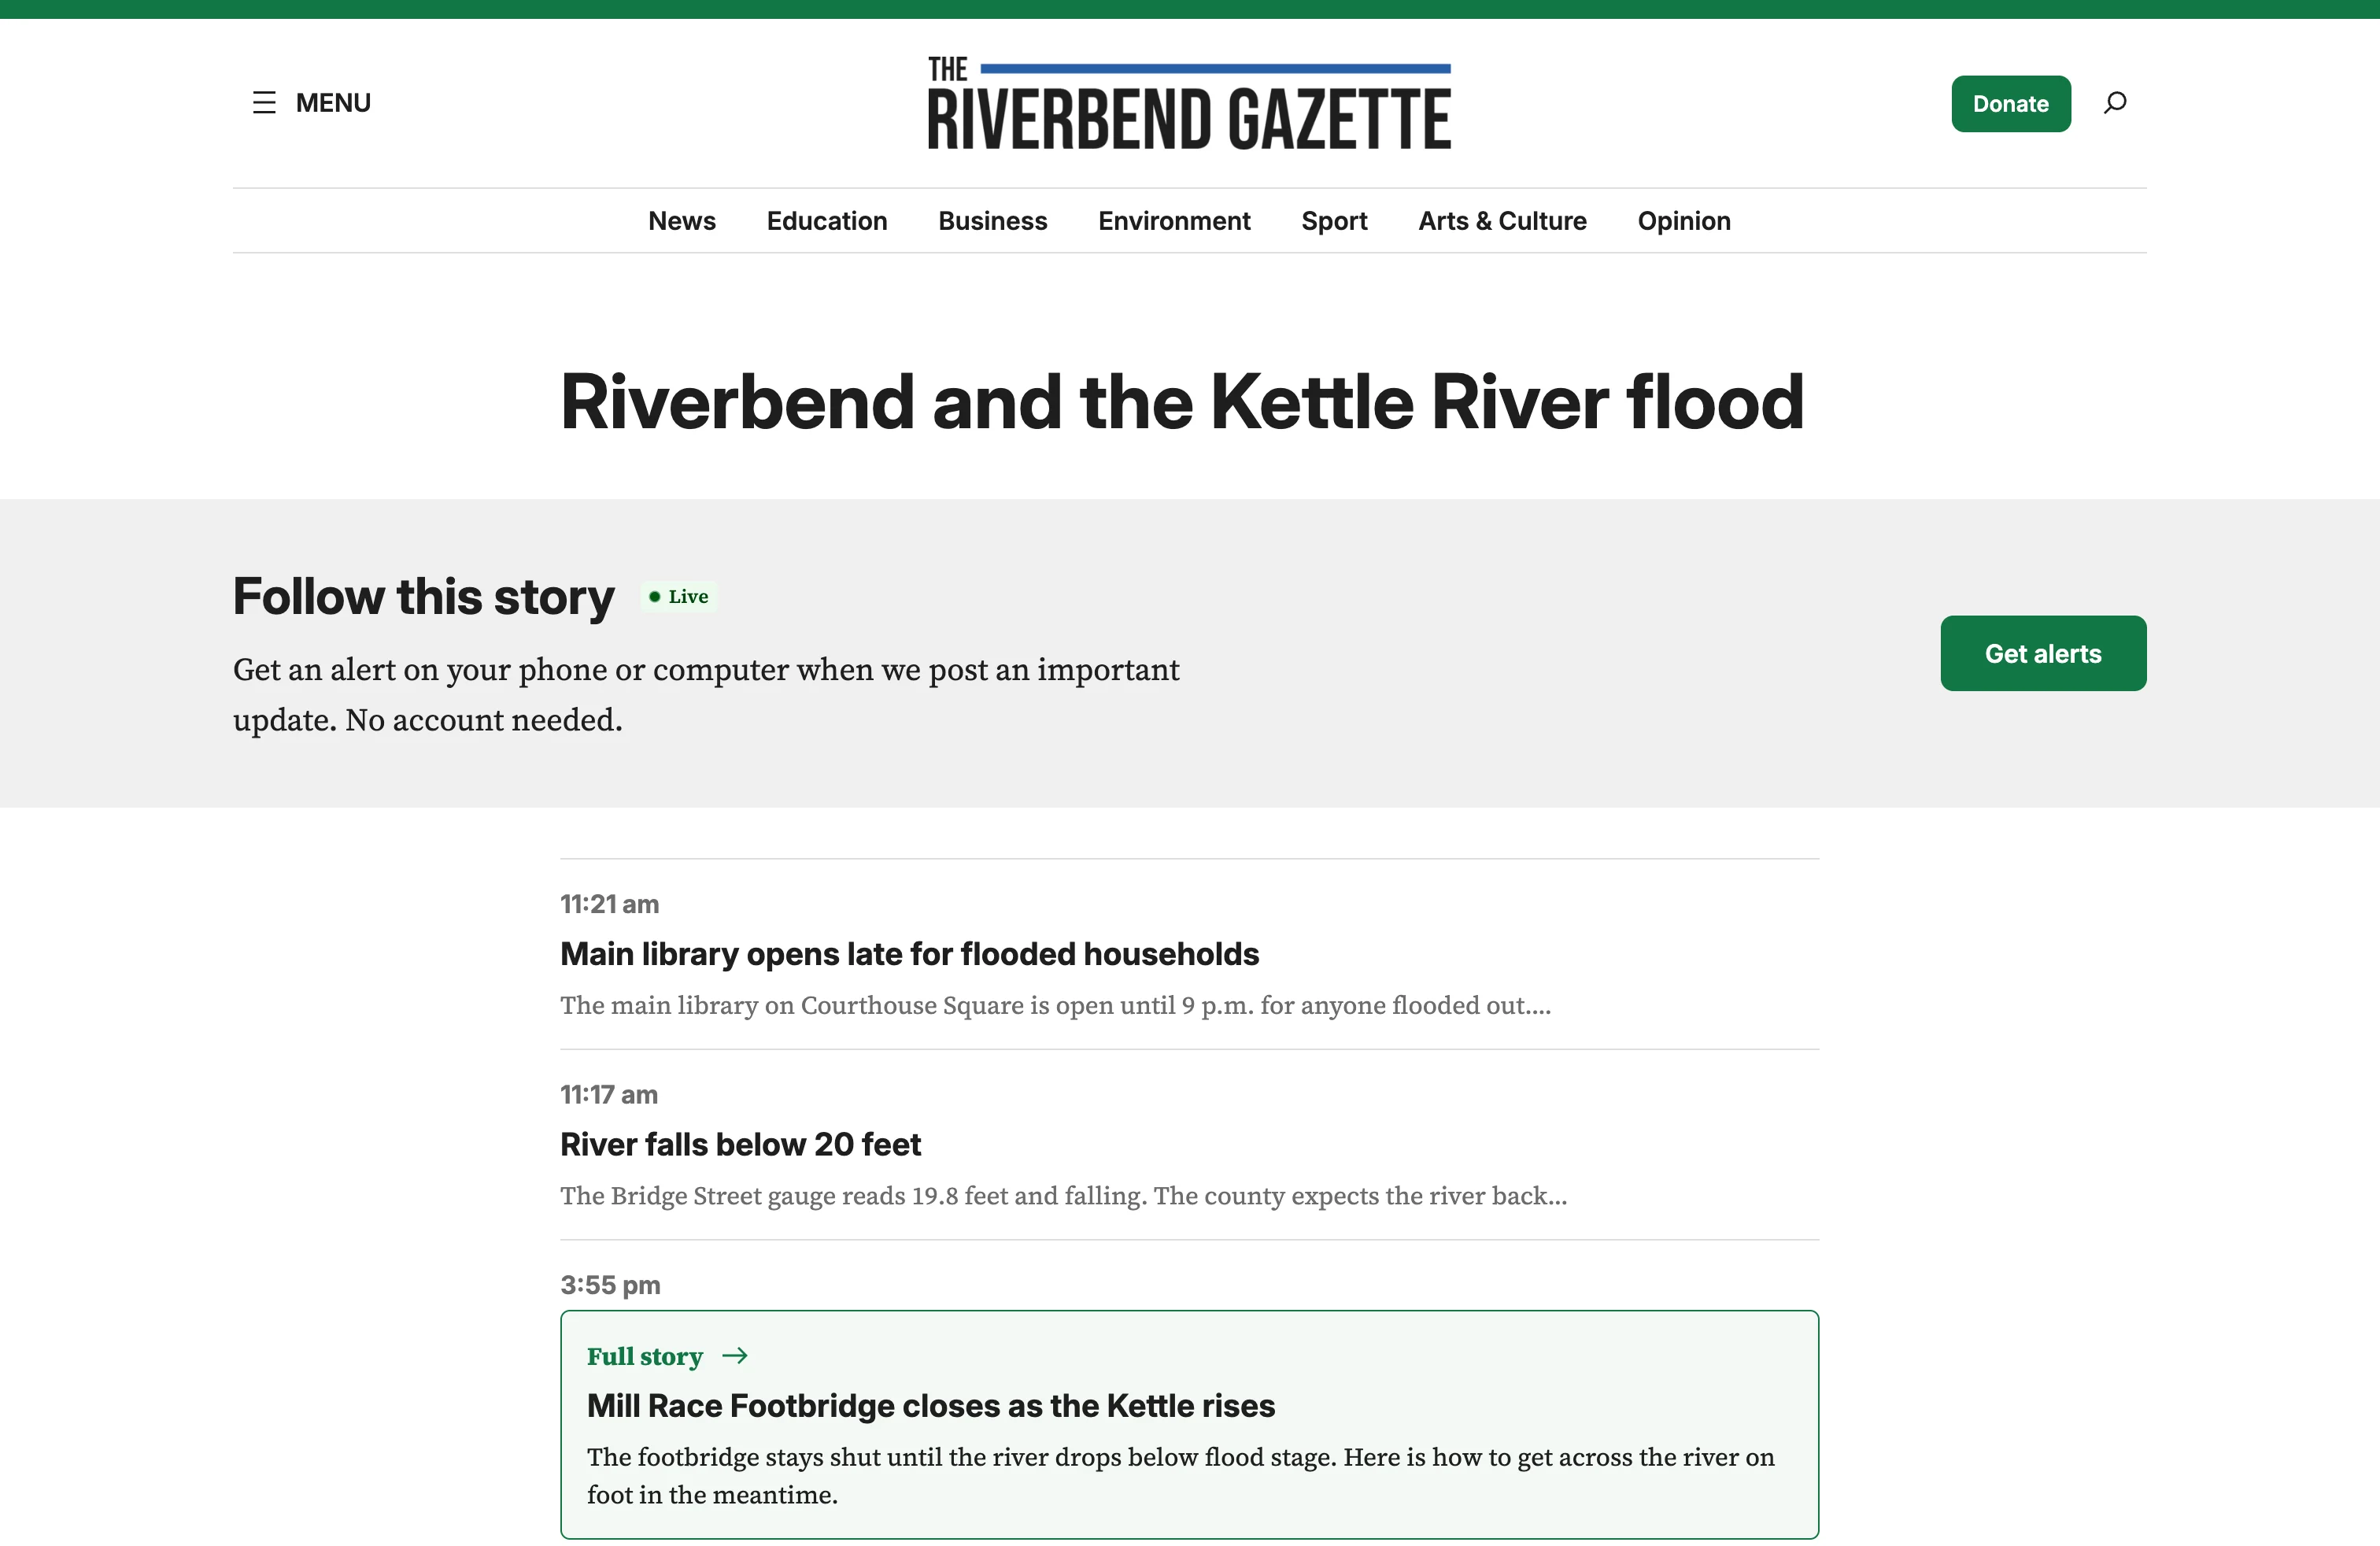 MENU
THE
RIVERBEND GAZETTE
Donate
News Education Business Environment Sport Arts & Culture Opinion
Riverbend and the Kettle River flood
Follow this story
Live
Get an alert on your phone or computer when we post an important
update. No account needed.
Get alerts
11:21 am
Main library opens late for flooded households
The main library on Courthouse Square is open until 9 p.m. for anyone flooded out....
11:17 am
River falls below 20 feet
The Bridge Street gauge reads 19.8 feet and falling. The county expects the river back...
3:55 pm
Full story →
Mill Race Footbridge closes as the Kettle rises
The footbridge stays shut until the river drops below flood stage. Here is how to get across the river on
foot in the meantime.